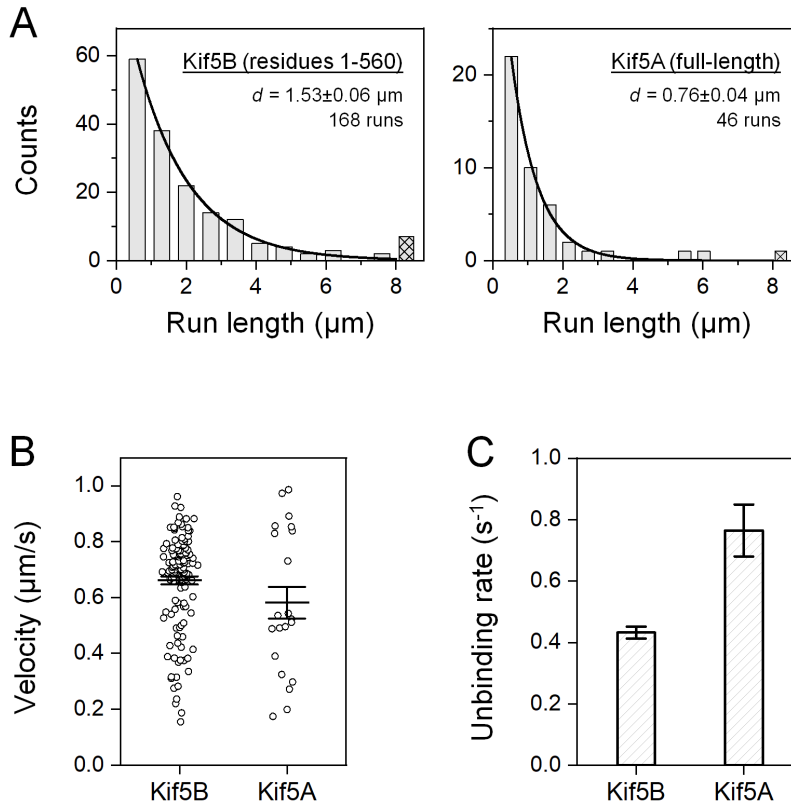 A
Kif5B (residues 1-560)
d = 1.53±0.06 µm
168 runs
Counts
60
40
20
0
0 2 4 6 8
Run length (µm)
Kif5A (full-length)
d = 0.76±0.04 µm
46 runs
20
10
0
0 2 4 6 8
Run length (µm)
B
Velocity (µm/s)
1.0
0.8
0.6
0.4
0.2
0.0
Kif5B Kif5A
C
Unbinding rate (s-1)
1.0
0.8
0.6
0.4
0.2
0.0
Kif5B Kif5A